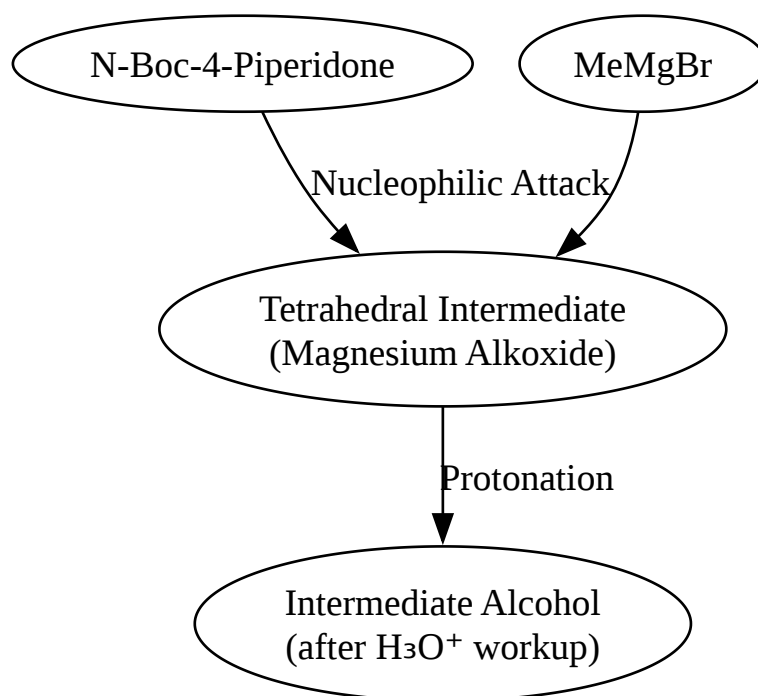 N-Boc-4-Piperidone
MeMgBr
Nucleophilic Attack
Tetrahedral Intermediate
(Magnesium Alkoxide)
Protonation
Intermediate Alcohol
(after H₃O⁺ workup)